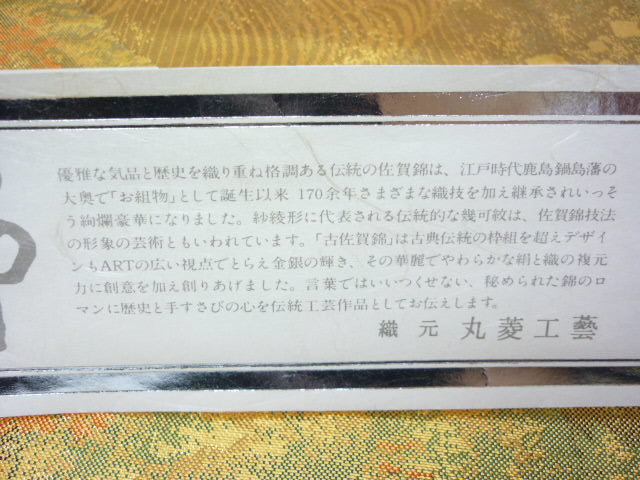 優雅な気品と歴史を織り重ね格調ある伝統の佐賀錦は、江戸時代鹿島鍋島藩の
大奥で「お組物」として誕生以来 170余年さまざまな織技を加え継承されいっそ
う絢爛豪華になりました。紗綾形に代表される伝統的な幾可紋は、佐賀錦技法
の形象の芸術ともいわれています。「古佐賀錦」は古典伝統の枠組を超えデザイ
ンもARTの広い視点でとらえ金銀の輝き、その華麗でやわらかな絹と織の複元
力に創意を加え創りあげました。言葉ではいいつくせない、秘められた錦のロ
マンに歴史と手すさびの心を伝統工芸作品としてお伝えします。
織元 丸菱工藝